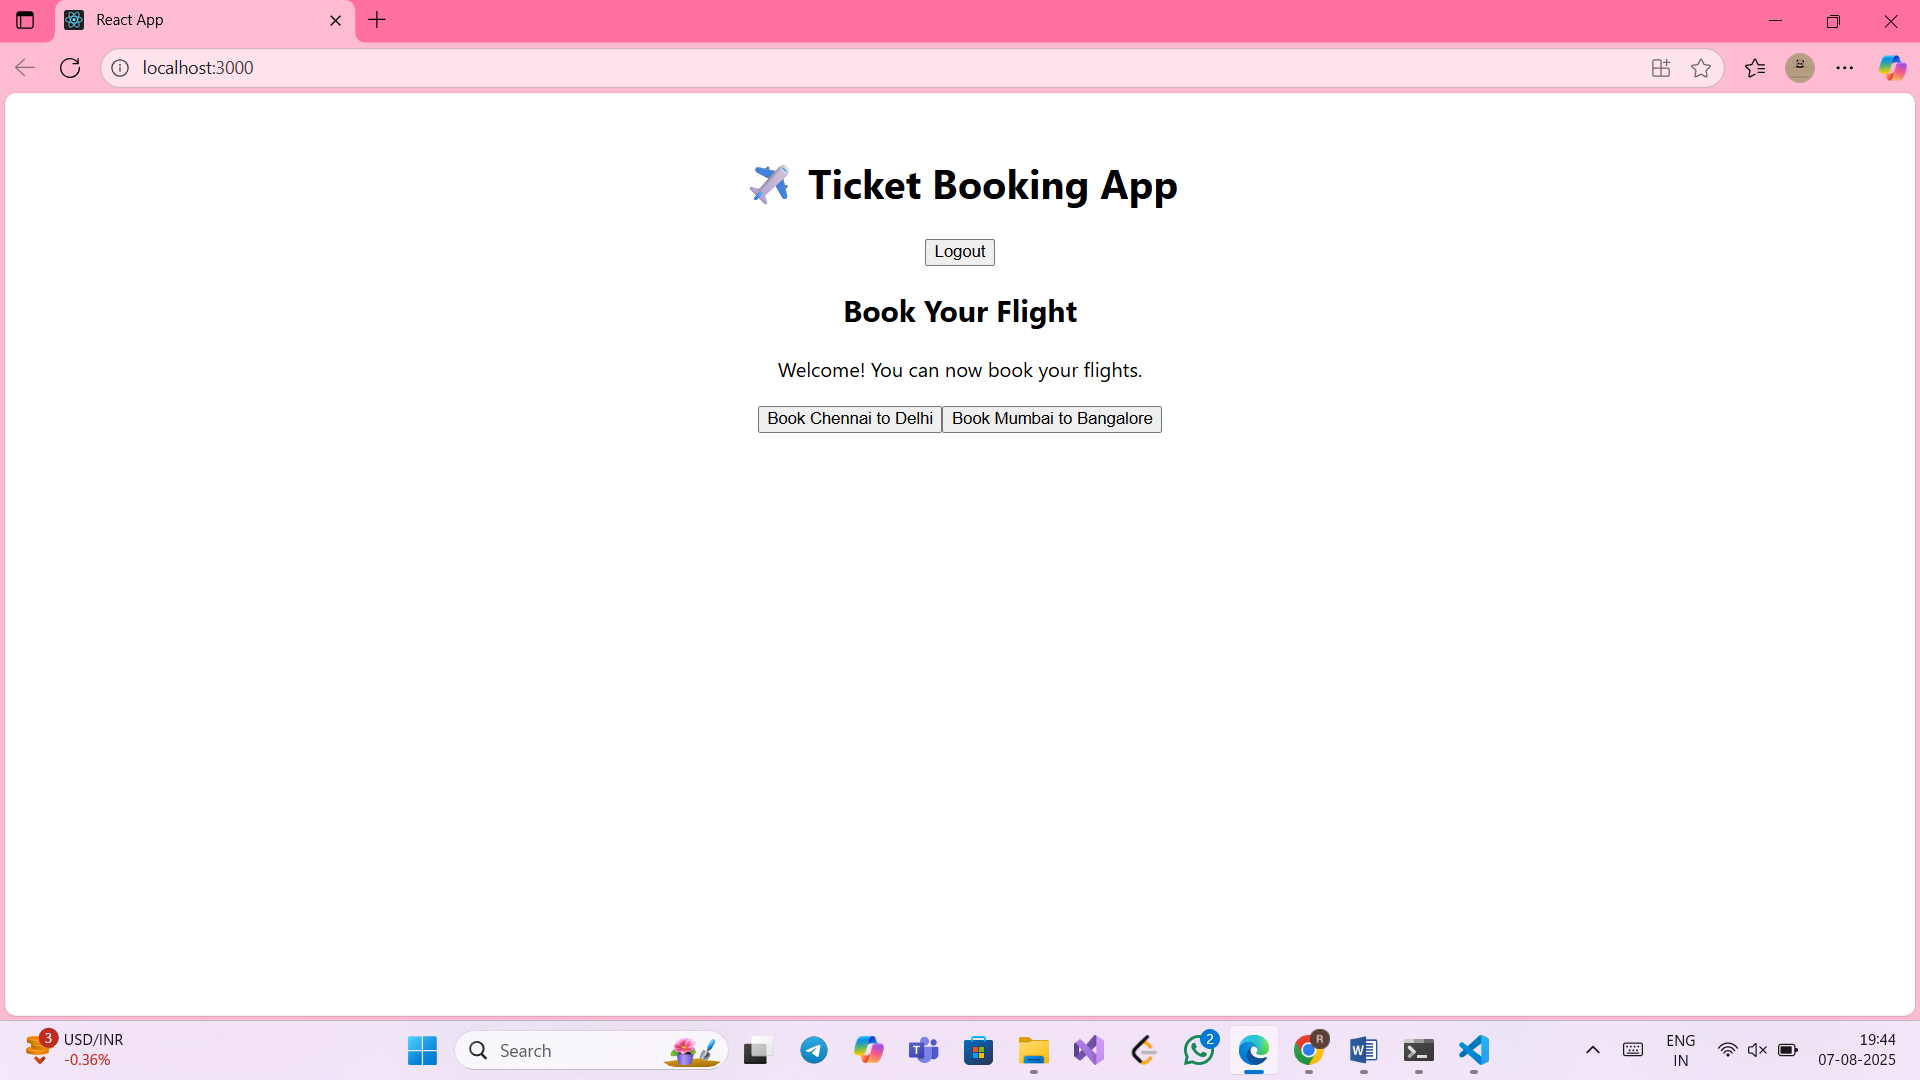 React App
localhost:3000
Ticket Booking App
Logout
Book Your Flight
Welcome! You can now book your flights.
Book Chennai to Delhi Book Mumbai to Bangalore
3 USD/INR
-0.36%
Search
2
R
ENG
IN
19:44
07-08-2025